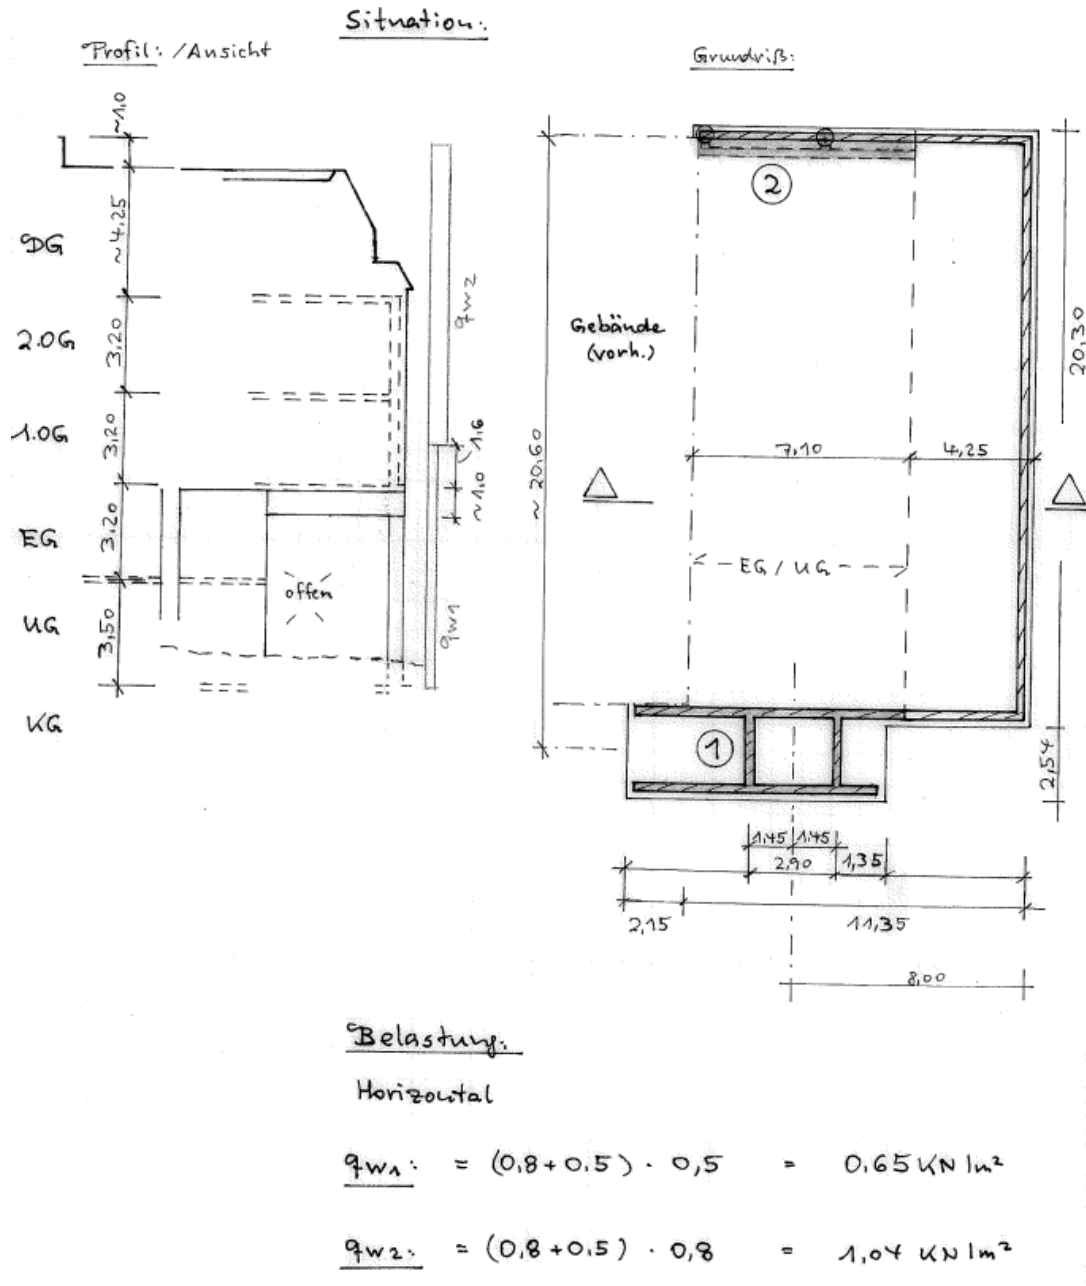 Situation:
Profil: /Ansicht
Grundriß:
~1,0
~4,25
DG
3,20
2.OG
3,20
1.OG
3,20
EG
3,50
UG
KG
offen
qw2
1,6
~1,0
qw1
2
Gebäude
(vorh.)
20,30
~20,60
7,10
4,25
EG / UG
1
2,54
1,45
1,45
2,90
1,35
2,15
11,35
8,00
Belastung:
Horizontal
qw1: = (0,8+0,5) · 0,5 = 0,65 KN/m²
qw2: = (0,8+0,5) · 0,8 = 1,04 KN/m²